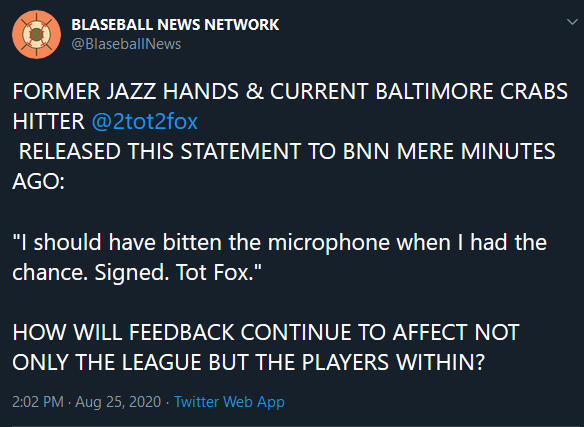 BLASEBALL NEWS NETWORK
@BlaseballNews
FORMER JAZZ HANDS & CURRENT BALTIMORE CRABS
HITTER @2tot2fox
RELEASED THIS STATEMENT TO BNN MERE MINUTES
AGO:
"I should have bitten the microphone when I had the
chance. Signed. Tot Fox."
HOW WILL FEEDBACK CONTINUE TO AFFECT NOT
ONLY THE LEAGUE BUT THE PLAYERS WITHIN?
2:02 PM · Aug 25, 2020 · Twitter Web App